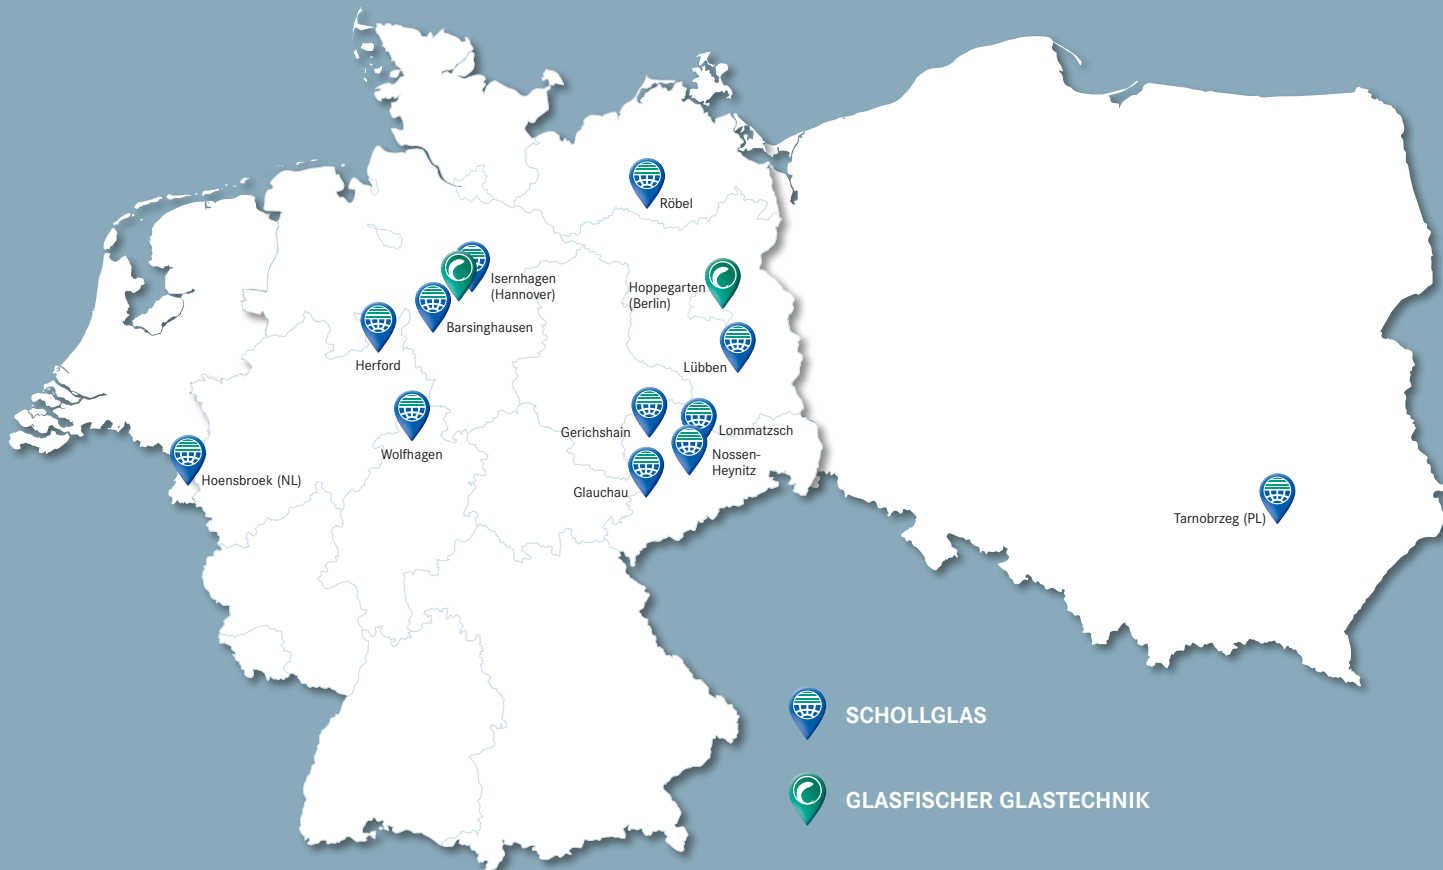 Röbel
Isernhagen
(Hannover)
Hoppegarten
(Berlin)
Barsinghausen
Herford
Lübben
Gerichshain
Lommatzsch
Wolfhagen
Nossen-
Heynitz
Hoensbroek (NL)
Glauchau
Tarnobrzeg (PL)
SCHOLLGLAS
GLASFISCHER GLASTECHNIK